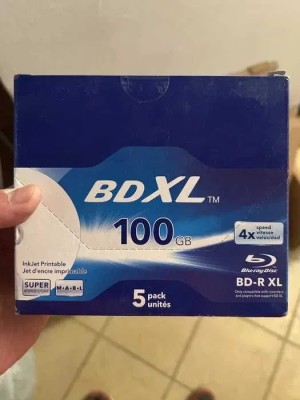 BDXL™
100GB
4x speed
vitesse
velocidad
InkJet Printable
Jet d'encre imprimable
SUPER
M·A·B·L
Blu-ray Disc
BD-R XL
5 pack
unités